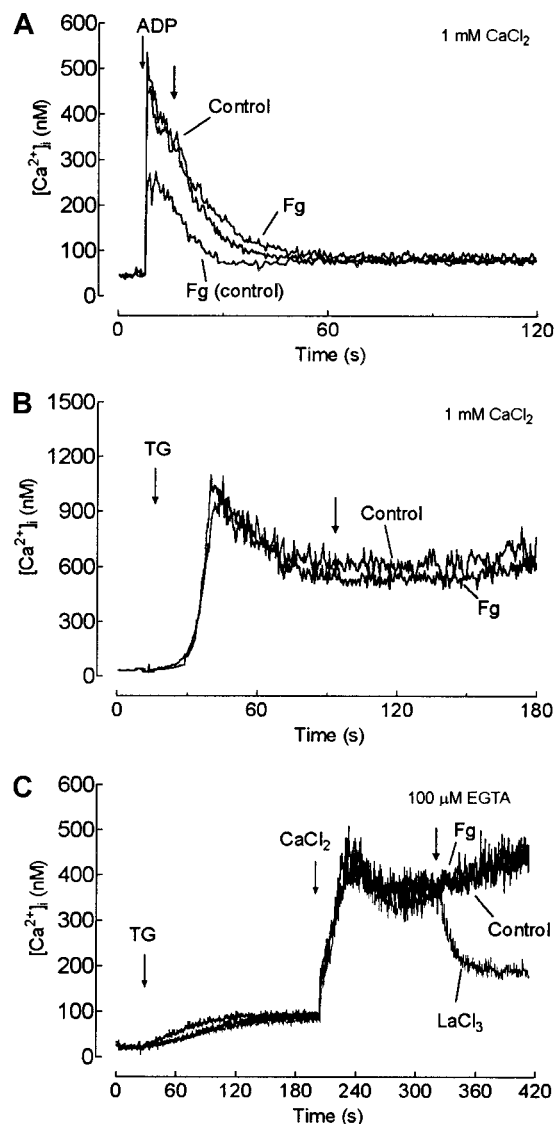 A
ADP
1 mM CaCl2
600
500
400
300
200
100
0
[Ca2+]i (nM)
Control
Fg
Fg (control)
0
60
120
Time (s)
B
1500
1200
900
600
300
0
[Ca2+]i (nM)
TG
1 mM CaCl2
Control
Fg
0
60
120
180
Time (s)
C
600
500
400
300
200
100
0
[Ca2+]i (nM)
TG
CaCl2
100 µM EGTA
Fg
Control
LaCl3
0
60
120
180
240
300
360
420
Time (s)